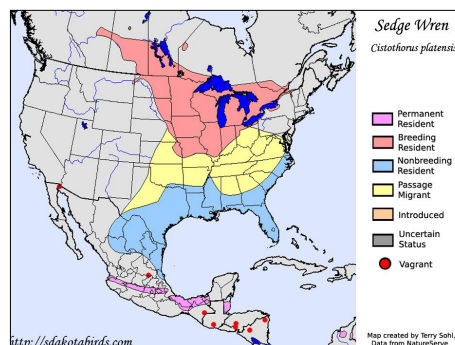 Sedge Wren
Cistothorus platensis
Permanent
Resident
Breeding
Resident
Nonbreeding
Resident
Passage
Migrant
Introduced
Uncertain
Status
Vagrant
http://sdakotabirds.com
Map created by Terry Sohl,
Data from NatureServe